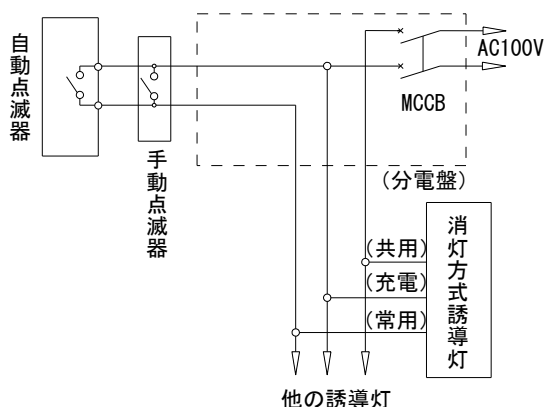 自動点滅器
手動点滅器
AC100V
MCCB
(分電盤)
消灯方式誘導灯
(共用)
(充電)
(常用)
他の誘導灯